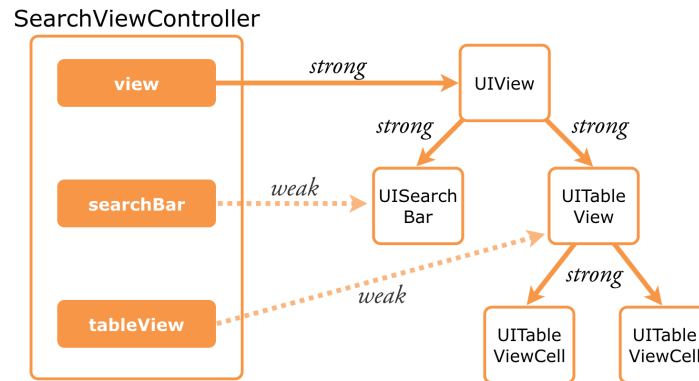 SearchViewController
view
strong
UIView
strong
strong
searchBar
weak
UISearch
Bar
UITable
View
tableView
weak
strong
UITable
ViewCell
UITable
ViewCell